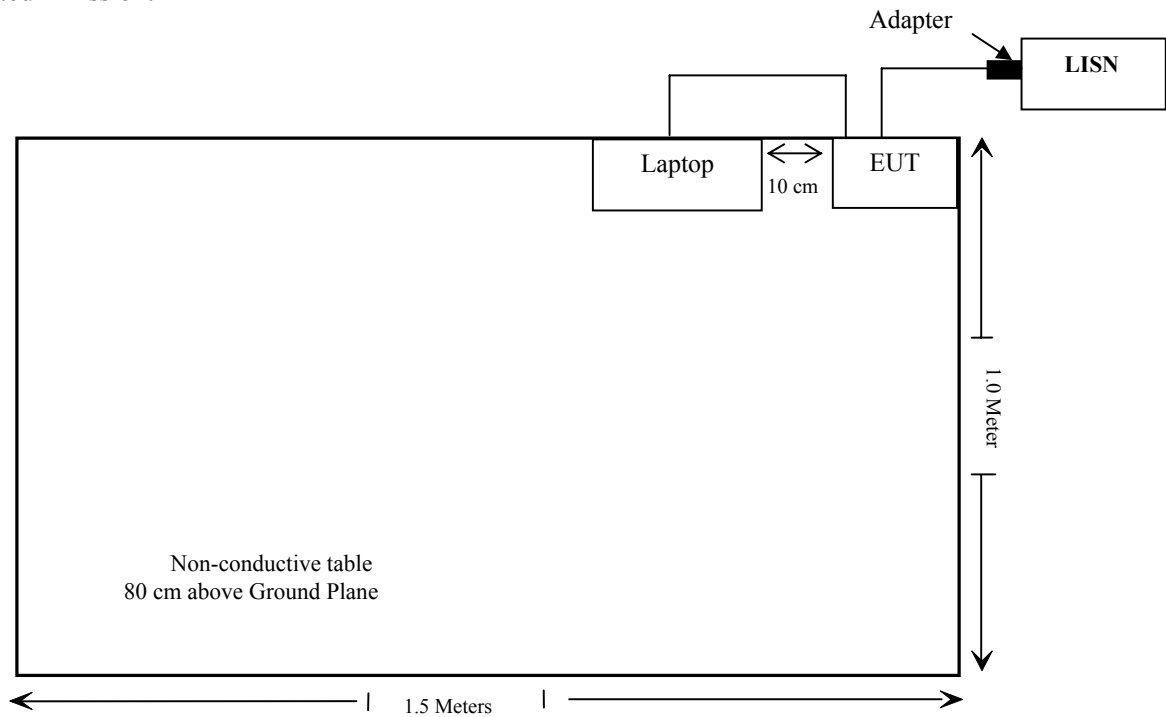 Adapter
LISN
Laptop
EUT
10 cm
1.0 Meter
Non-conductive table
80 cm above Ground Plane
1.5 Meters